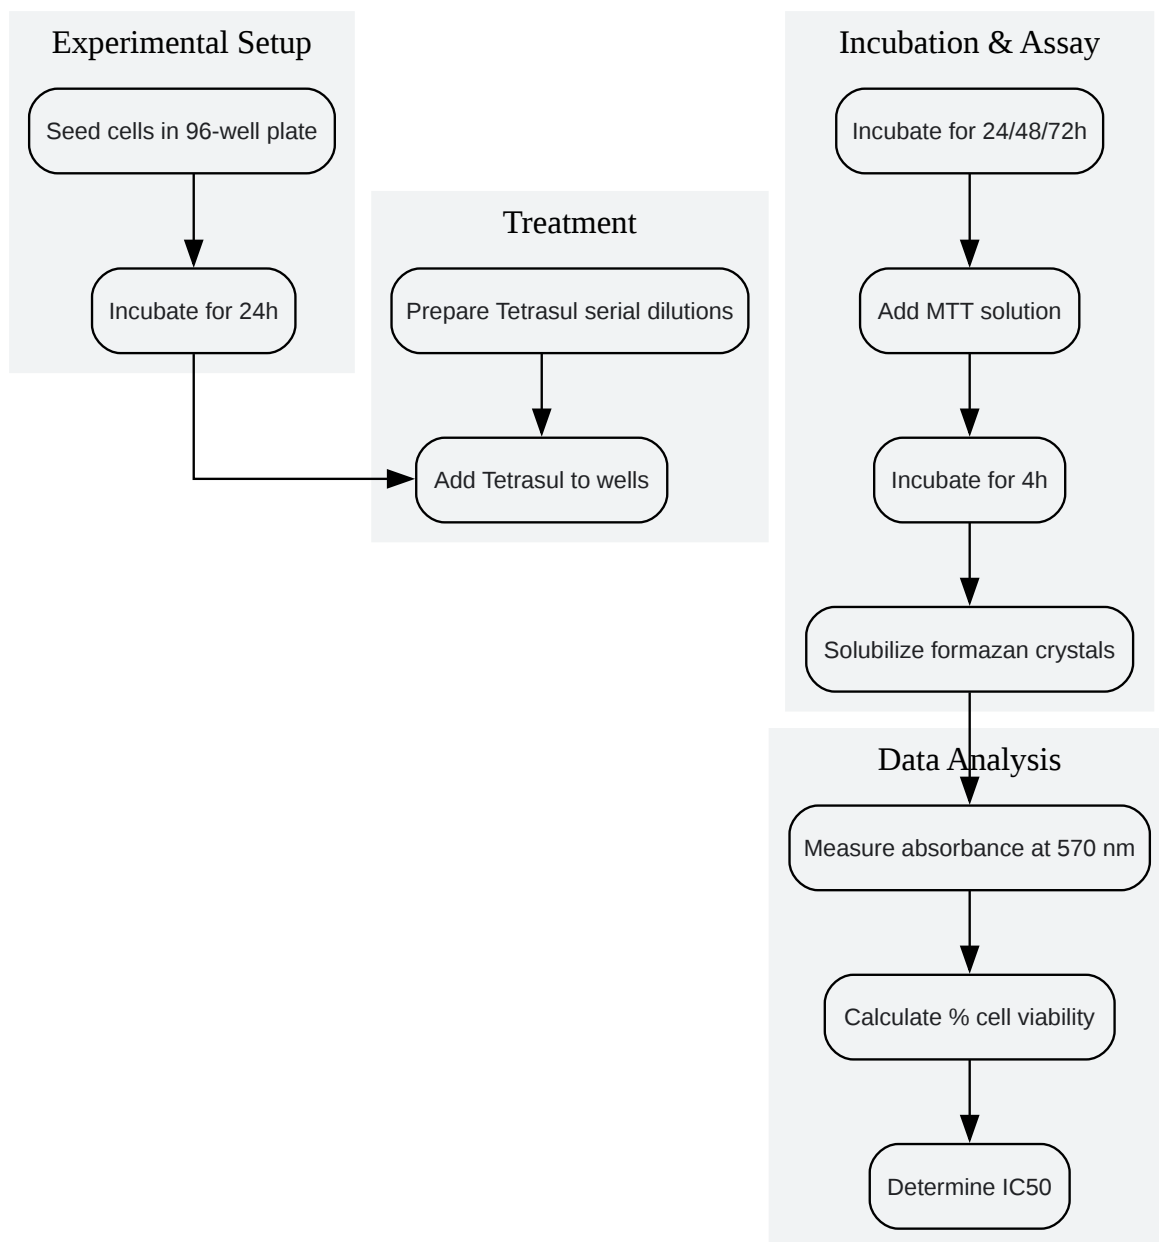 Experimental Setup
Seed cells in 96-well plate
Incubate for 24h
Treatment
Prepare Tetrasul serial dilutions
Add Tetrasul to wells
Incubation & Assay
Incubate for 24/48/72h
Add MTT solution
Incubate for 4h
Solubilize formazan crystals
Data Analysis
Measure absorbance at 570 nm
Calculate % cell viability
Determine IC50